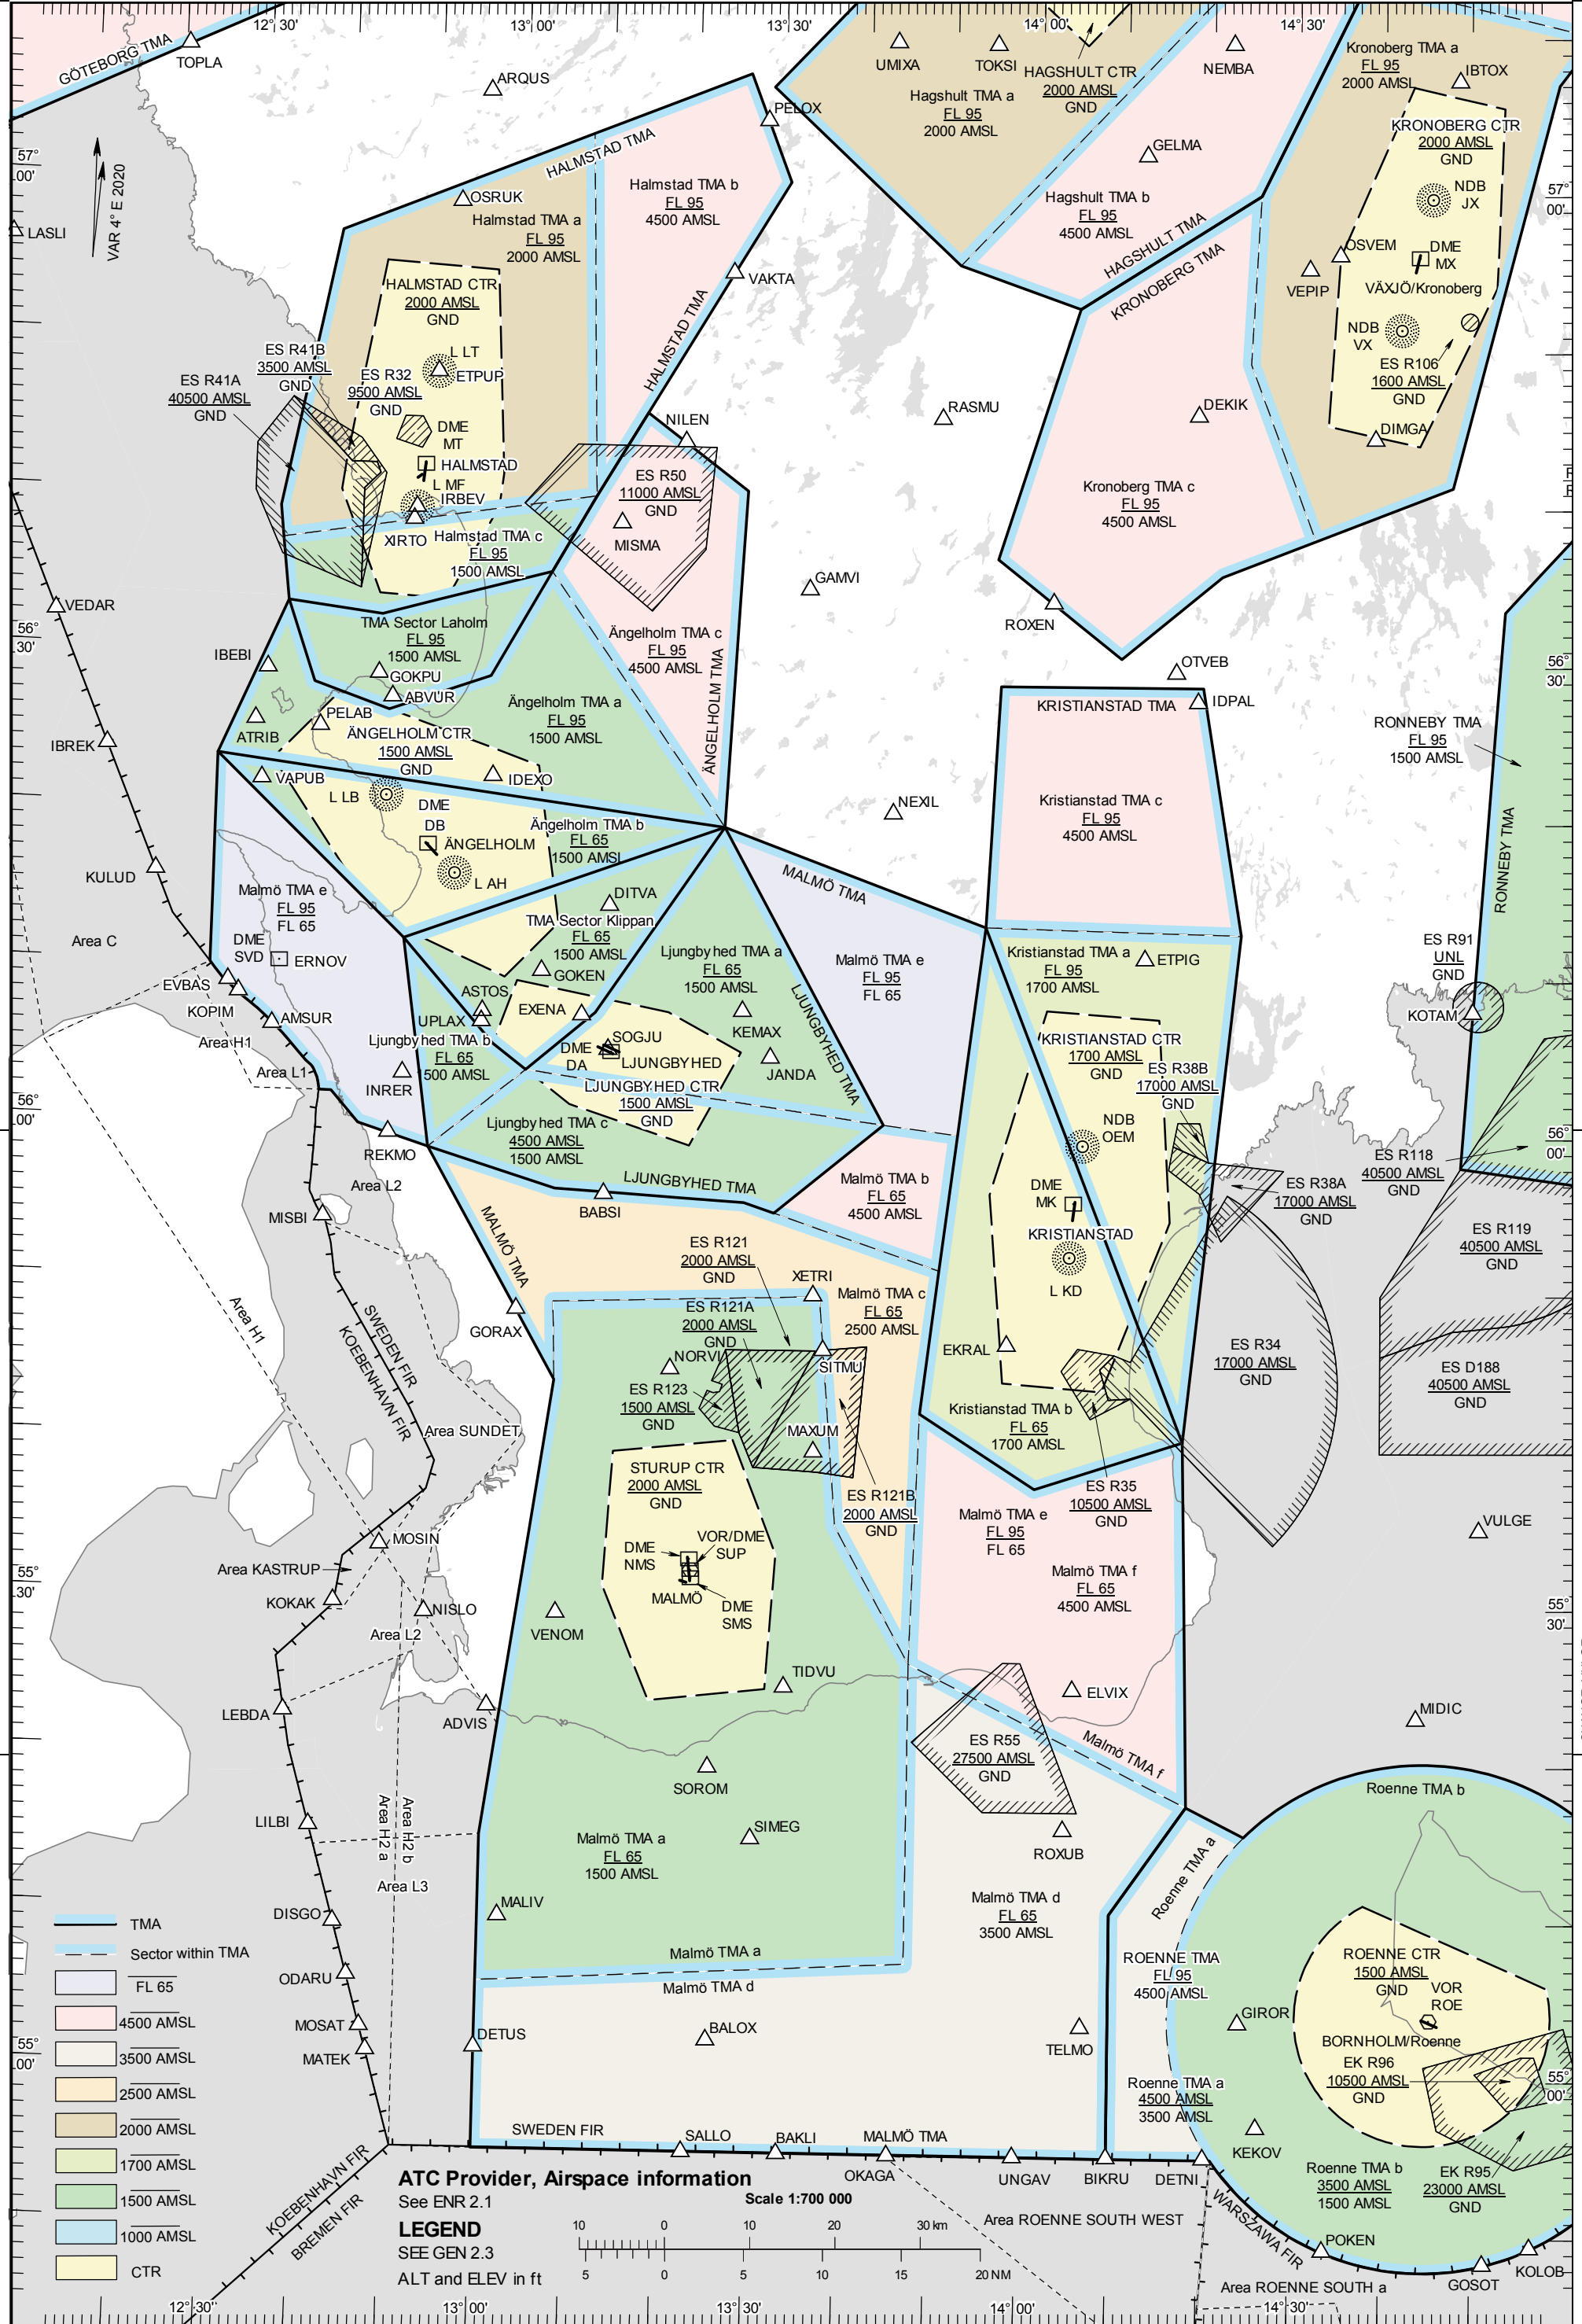 12° 30'
13° 00'
13° 30'
14° 00'
14° 30'
GÖTEBORG TMA
TOPLA
ARQUS
PELOX
UMIXA
TOKSI
HAGSHULT CTR
2000 AMSL
GND
Hagshult TMA a
FL 95
2000 AMSL
NEMBA
GELMA
Kronoberg TMA a
FL 95
2000 AMSL
IBTOX
KRONOBERG CTR
2000 AMSL
GND
NDB
JX
57°
00'
57°
00'
VAR 4° E 2020
LASLI
HALMSTAD TMA
OSRUK
Halmstad TMA a
FL 95
2000 AMSL
Halmstad TMA b
FL 95
4500 AMSL
Hagshult TMA b
FL 95
4500 AMSL
HAGSHULT TMA
KRONOBERG TMA
OSVEM
VEPIP
DME
MX
VÄXJÖ/Kronoberg
NDB
VX
ES R106
1600 AMSL
GND
DIMGA
HALMSTAD CTR
2000 AMSL
GND
VAKTA
HALMSTAD TMA
ES R41B
3500 AMSL
GND
ES R41A
40500 AMSL
GND
ES R32
9500 AMSL
GND
L LT
ETPUP
DME
MT
HALMSTAD
L MF
IRBEV
XIRTO
Halmstad TMA c
FL 95
1500 AMSL
NILEN
ES R50
11000 AMSL
GND
MISMA
RASMU
DEKIK
Kronoberg TMA c
FL 95
4500 AMSL
GAMVI
ROXEN
OTVEB
VEDAR
56°
30'
56°
30'
IBEBI
TMA Sector Laholm
FL 95
1500 AMSL
GOKPU
ABVUR
Ängelholm TMA c
FL 95
4500 AMSL
ÄNGELHOLM TMA
Ängelholm TMA a
FL 95
1500 AMSL
PELAB
ATRIB
IBREK
ÄNGELHOLM CTR
1500 AMSL
GND
VAPUB
IDEXO
L LB
DME
DB
ÄNGELHOLM
L AH
Ängelholm TMA b
FL 65
1500 AMSL
KRISTIANSTAD TMA
IDPAL
RONNEBY TMA
FL 95
1500 AMSL
RONNEBY TMA
NEXIL
Kristianstad TMA c
FL 95
4500 AMSL
MALMÖ TMA
KULUD
Malmö TMA e
FL 95
FL 65
Area C
DME
SVD
ERNOV
DITVA
TMA Sector Klippan
FL 65
1500 AMSL
GOKEN
Ljungbyhed TMA a
FL 65
1500 AMSL
Malmö TMA e
FL 95
FL 65
Kristianstad TMA a
FL 95
1700 AMSL
ETPIG
ES R91
UNL
GND
KOTAM
EVBAS
KOPIM
AMSUR
Area H1
Area L1
ASTOS
UPLAX
EXENA
Ljungbyhed TMA b
FL 65
1500 AMSL
INRER
REKMO
SOGJU
DME
DA
LJUNGBYHED
LJUNGBYHED CTR
1500 AMSL
GND
KEMAX
JANDA
LJUNGBYHED TMA
KRISTIANSTAD CTR
1700 AMSL
GND
ES R38B
17000 AMSL
GND
NDB
OEM
56°
00'
56°
00'
Ljungbyhed TMA c
4500 AMSL
1500 AMSL
LJUNGBYHED TMA
BABSI
Malmö TMA b
FL 65
4500 AMSL
DME
MK
KRISTIANSTAD
L KD
ES R38A
17000 AMSL
GND
ES R118
40500 AMSL
GND
ES R119
40500 AMSL
GND
Area L2
MISBI
MALMÖ TMA
ES R121
2000 AMSL
GND
XETRI
Malmö TMA c
FL 65
2500 AMSL
Area H1
SWEDEN FIR
KOEBENHAVN FIR
GORAX
ES R121A
2000 AMSL
GND
NORVI
SITMU
EKRAL
ES R34
17000 AMSL
GND
ES D188
40500 AMSL
GND
ES R123
1500 AMSL
GND
MAXUM
Area SUNDET
Kristianstad TMA b
FL 65
1700 AMSL
STURUP CTR
2000 AMSL
GND
ES R121B
2000 AMSL
GND
ES R35
10500 AMSL
GND
Malmö TMA e
FL 95
FL 65
VULGE
MOSIN
DME
NMS
VOR/DME
SUP
MALMÖ
DME
SMS
Area KASTRUP
KOKAK
NISLO
Area L2
VENOM
Malmö TMA f
FL 65
4500 AMSL
55°
30'
55°
30'
TIDVU
ELVIX
LEBDA
ADVIS
SOROM
ES R55
27500 AMSL
GND
Malmö TMA f
MIDIC
LILBI
Area H2 a
Area H2 b
Area L3
SIMEG
Malmö TMA a
FL 65
1500 AMSL
MALIV
ROXUB
Malmö TMA d
FL 65
3500 AMSL
Roenne TMA b
Roenne TMA a
DISGO
ODARU
MOSAT
MATEK
Malmö TMA a
Malmö TMA d
ROENNE TMA
FL 95
4500 AMSL
ROENNE CTR
1500 AMSL
GND
VOR
ROE
BORNHOLM/Roenne
GIROR
EK R96
10500 AMSL
GND
DETUS
BALOX
TELMO
55°
00'
55°
00'
Roenne TMA a
4500 AMSL
3500 AMSL
KEKOV
SWEDEN FIR
SALLO
BAKLI
MALMÖ TMA
OKAGA
UNGAV
BIKRU
DETNI
Roenne TMA b
3500 AMSL
1500 AMSL
EK R95
23000 AMSL
GND
WARSZAWA FIR
POKEN
GOSOT
KOLOB
KOEBENHAVN FIR
BREMEN FIR
Area ROENNE SOUTH WEST
Area ROENNE SOUTH a
TMA
Sector within TMA
FL 65
4500 AMSL
3500 AMSL
2500 AMSL
2000 AMSL
1700 AMSL
1500 AMSL
1000 AMSL
CTR
ATC Provider, Airspace information
See ENR 2.1
LEGEND
SEE GEN 2.3
ALT and ELEV in ft
Scale 1:700 000
10 0 10 20 30 km
5 0 5 10 15 20 NM
12° 30'
13° 00'
13° 30'
14° 00'
14° 30'